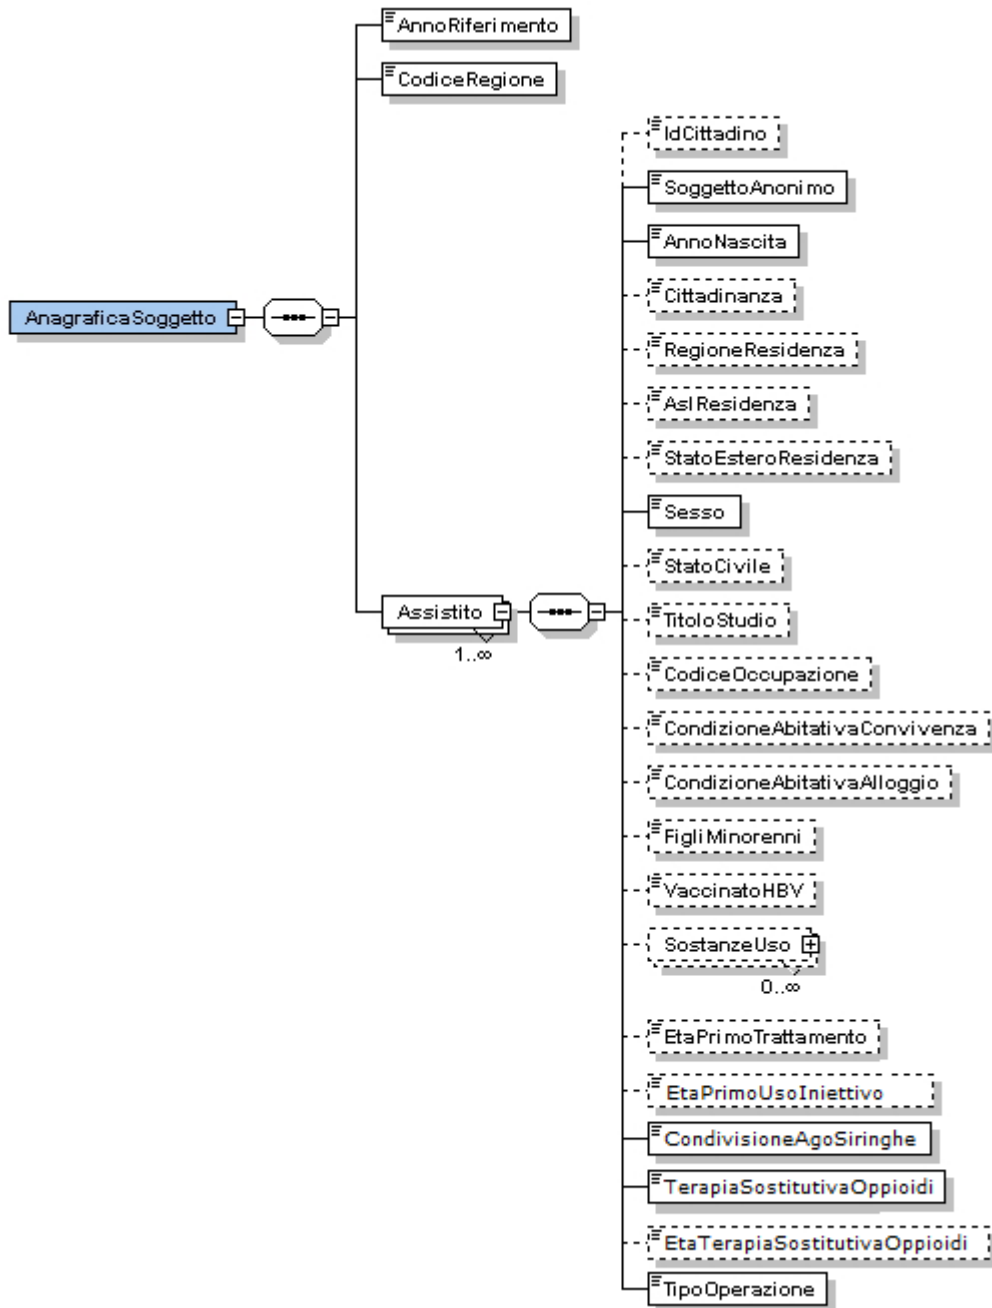 AnnoRiferimento
CodiceRegione
AnagraficaSoggetto
Assistito
1..∞
IdCittadino
SoggettoAnonimo
AnnoNascita
Cittadinanza
RegioneResidenza
AslResidenza
StatoEsteroResidenza
Sesso
StatoCivile
TitoloStudio
CodiceOccupazione
CondizioneAbitativaConvivenza
CondizioneAbitativaAlloggio
FigliMinorenni
VaccinatoHBV
SostanzeUso
0..∞
EtaPrimoTrattamento
EtaPrimoUsoIniettivo
CondivisioneAgoSiringhe
TerapiaSostitutivaOppioidi
EtaTerapiaSostitutivaOppioidi
TipoOperazione